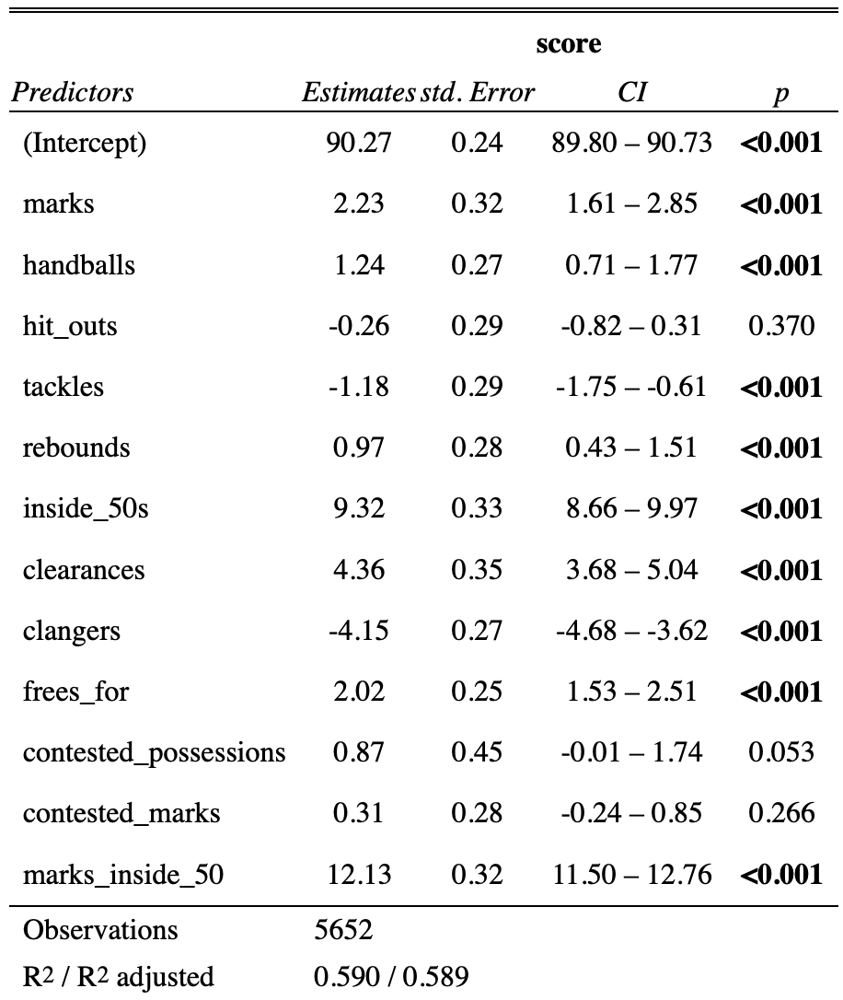 score
Predictors Estimates std. Error CI p
(Intercept) 90.27 0.24 89.80 – 90.73 <0.001
marks 2.23 0.32 1.61 – 2.85 <0.001
handballs 1.24 0.27 0.71 – 1.77 <0.001
hit_outs -0.26 0.29 -0.82 – 0.31 0.370
tackles -1.18 0.29 -1.75 – -0.61 <0.001
rebounds 0.97 0.28 0.43 – 1.51 <0.001
inside_50s 9.32 0.33 8.66 – 9.97 <0.001
clearances 4.36 0.35 3.68 – 5.04 <0.001
clangers -4.15 0.27 -4.68 – -3.62 <0.001
frees_for 2.02 0.25 1.53 – 2.51 <0.001
contested_possessions 0.87 0.45 -0.01 – 1.74 0.053
contested_marks 0.31 0.28 -0.24 – 0.85 0.266
marks_inside_50 12.13 0.32 11.50 – 12.76 <0.001
Observations 5652
R2 / R2 adjusted 0.590 / 0.589